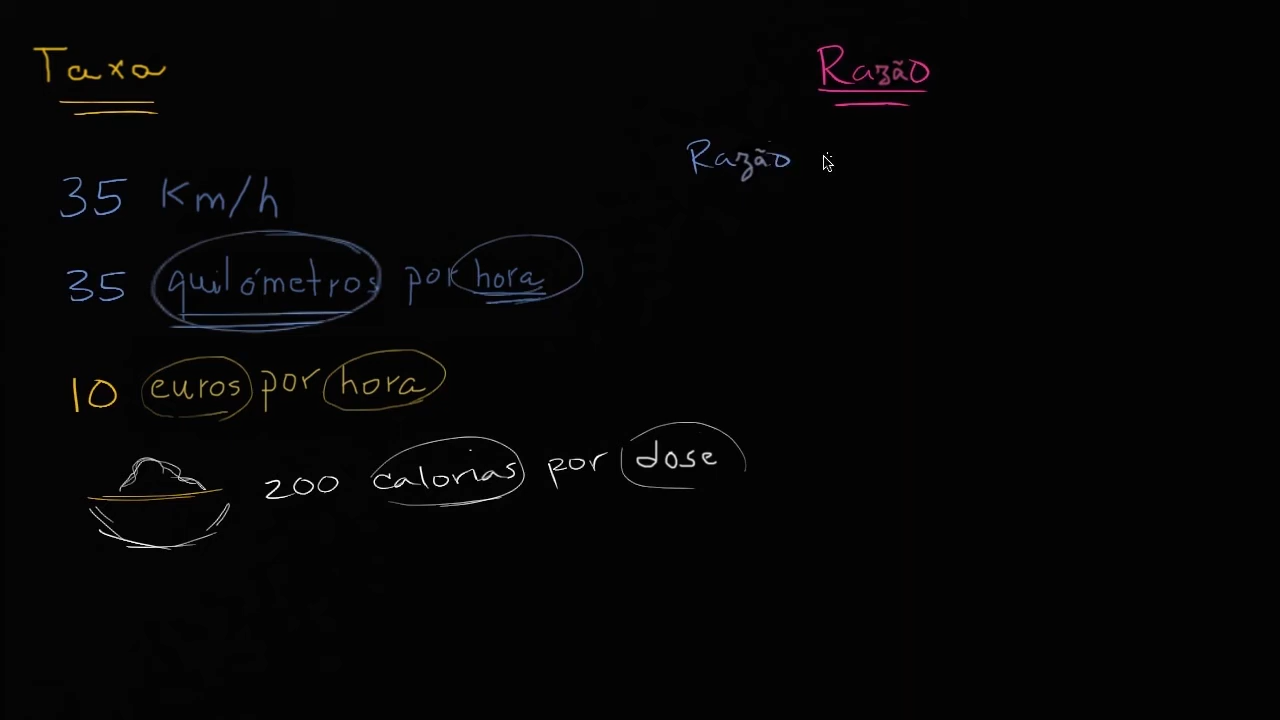 Taxa
Razão
Razão
35 Km/h
35 quilómetros por hora
10 euros por hora
200 calorias por dose